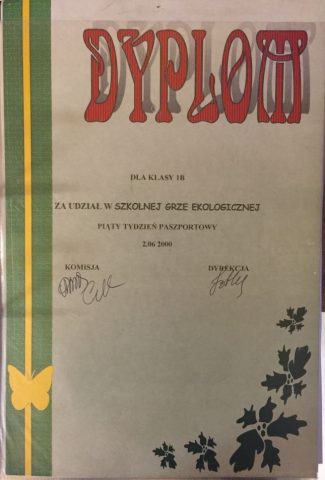 DYPLOM
DLA KLASY 1B
ZA UDZIAŁ W SZKOLNEJ GRZE EKOLOGICZNEJ
PIĄTY TYDZIEŃ PASZPORTOWY
2.06 2000
KOMISJA DYREKCJA